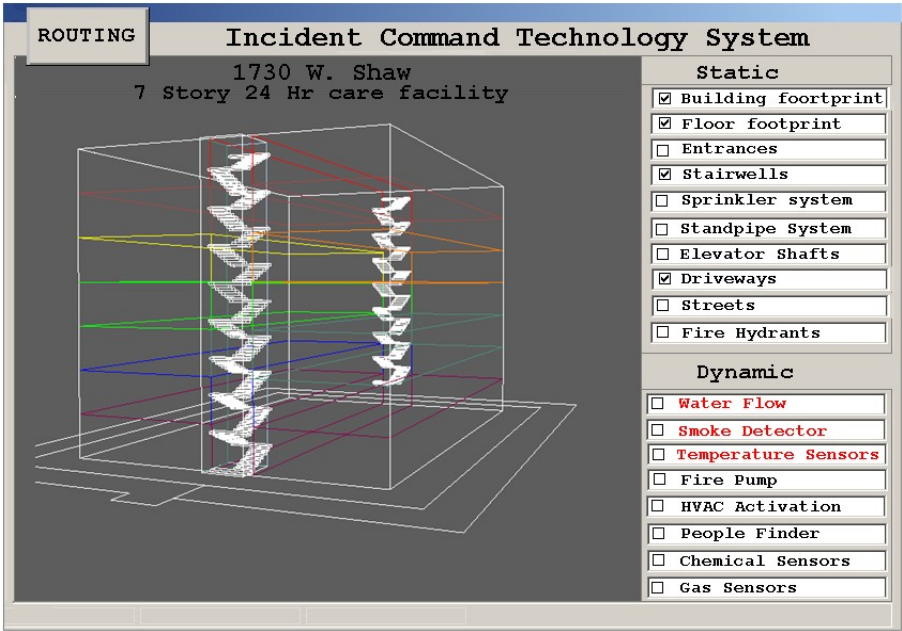 ROUTING
Incident Command Technology System
1730 W. Shaw
7 Story 24 Hr care facility
Static
Building foortprint
Floor footprint
Entrances
Stairwells
Sprinkler system
Standpipe System
Elevator Shafts
Driveways
Streets
Fire Hydrants
Dynamic
Water Flow
Smoke Detector
Temperature Sensors
Fire Pump
HVAC Activation
People Finder
Chemical Sensors
Gas Sensors